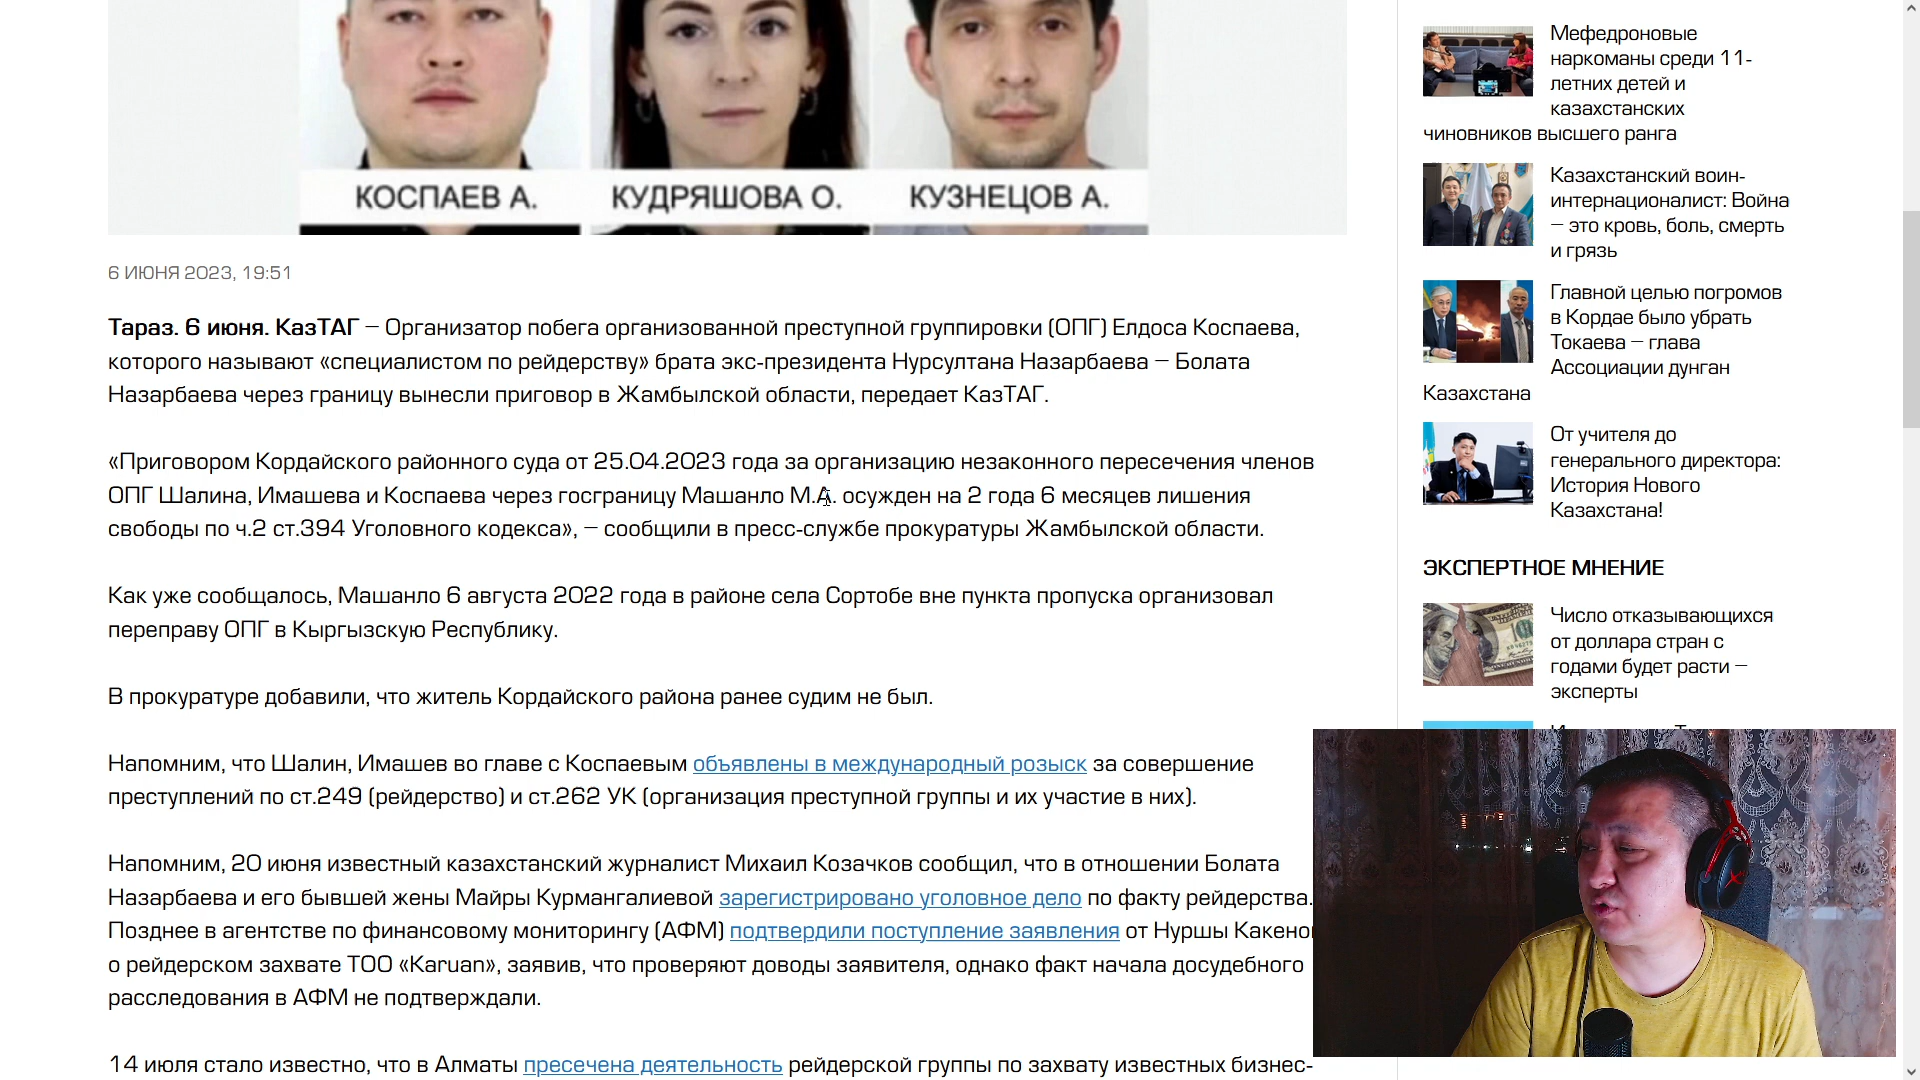 КОСПАЕВ А. КУДРЯШОВА О. КУЗНЕЦОВ А.
6 ИЮНЯ 2023, 19:51
Тараз. 6 июня. КазТАГ – Организатор побега организованной преступной группировки (ОПГ) Елдоса Коспаева,
которого называют «специалистом по рейдерству» брата экс-президента Нурсултана Назарбаева – Болата
Назарбаева через границу вынесли приговор в Жамбылской области, передает КазТАГ.
«Приговором Кордайского районного суда от 25.04.2023 года за организацию незаконного пересечения членов
ОПГ Шалина, Имашева и Коспаева через госграницу Машанло М.А. осужден на 2 года 6 месяцев лишения
свободы по ч.2 ст.394 Уголовного кодекса», – сообщили в пресс-службе прокуратуры Жамбылской области.
Как уже сообщалось, Машанло 6 августа 2022 года в районе села Сортобе вне пункта пропуска организовал
переправу ОПГ в Кыргызскую Республику.
В прокуратуре добавили, что житель Кордайского района ранее судим не был.
Напомним, что Шалин, Имашев во главе с Коспаевым объявлены в международный розыск за совершение
преступлений по ст.249 (рейдерство) и ст.262 УК (организация преступной группы и их участие в них).
Напомним, 20 июня известный казахстанский журналист Михаил Козачков сообщил, что в отношении Болата
Назарбаева и его бывшей жены Майры Курмангалиевой зарегистрировано уголовное дело по факту рейдерства.
Позднее в агентстве по финансовому мониторингу (АФМ) подтвердили поступление заявления от Нуршы
о рейдерском захвате ТОО «Karuan», заявив, что проверяют доводы заявителя, однако факт начала досудебного
расследования в АФМ не подтверждали.
14 июля стало известно, что в Алматы пресечена деятельность рейдерской группы по захвату известных бизнес-
Мефедроновые
наркоманы среди 11-
летних детей и
казахстанских
чиновников высшего ранга
Казахстанский воин-
интернационалист: Война
– это кровь, боль, смерть
и грязь
Главной целью погромов
в Кордае было убрать
Токаева – глава
Ассоциации дунган
Казахстана
От учителя до
генерального директора:
История Нового
Казахстана!
ЭКСПЕРТНОЕ МНЕНИЕ
Число отказывающихся
от доллара стран с
годами будет расти –
эксперты